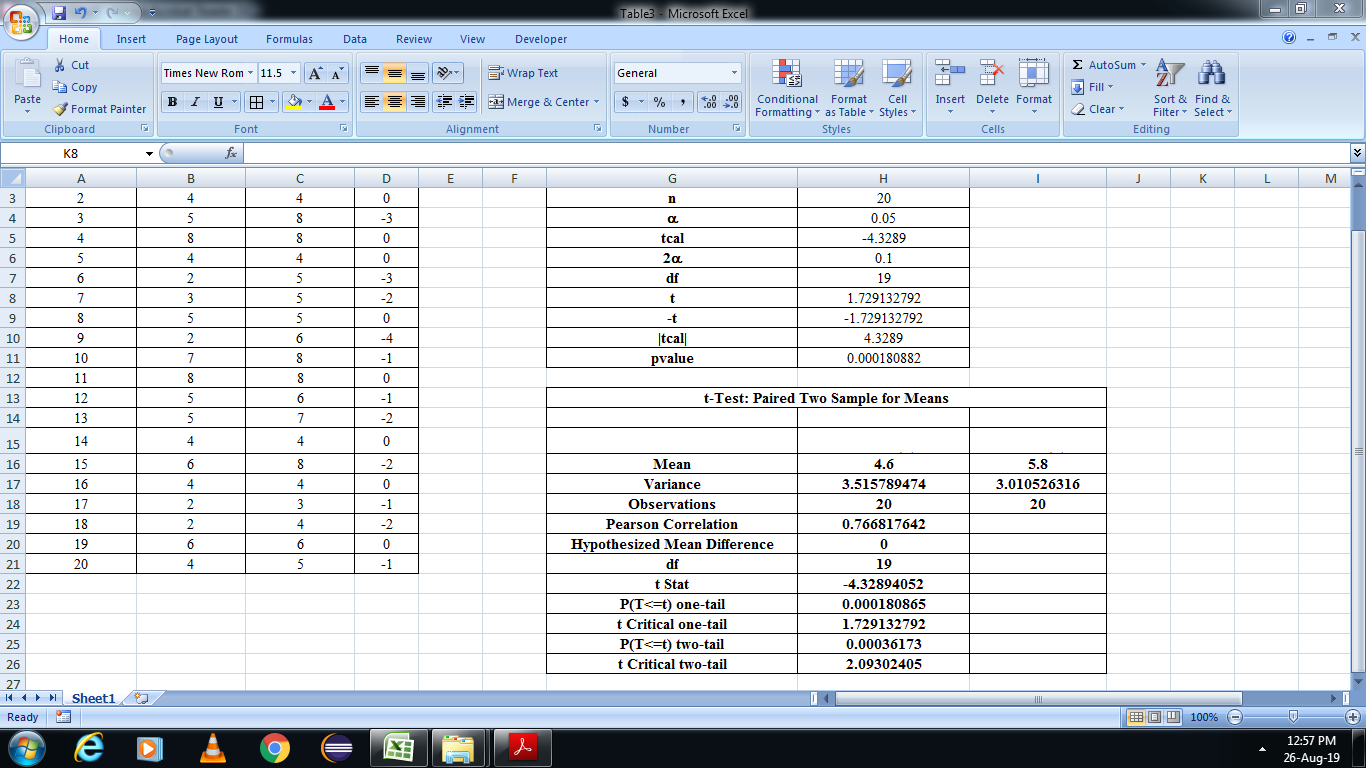 Table3 - Microsoft Excel
Home Insert Page Layout Formulas Data Review View Developer
Paste
Cut
Copy
Format Painter
Clipboard
Times New Rom 11.5
B I U
Font
Wrap Text
Merge & Center
Alignment
General
$ % ,
Number
Conditional Formatting
Format as Table
Cell Styles
Styles
Insert Delete Format
Cells
Σ AutoSum
Fill
Clear
Sort & Filter
Find & Select
Editing
K8 fx
A B C D E F G H I J K L M
3 2 4 4 0 n 20
4 3 5 8 -3 α 0.05
5 4 8 8 0 tcal -4.3289
6 5 4 4 0 2α 0.1
7 6 2 5 -3 df 19
8 7 3 5 -2 t 1.729132792
9 8 5 5 0 -t -1.729132792
10 9 2 6 -4 |tcal| 4.3289
11 10 7 8 -1 pvalue 0.000180882
12 11 8 8 0
13 12 5 6 -1 t-Test: Paired Two Sample for Means
14 13 5 7 -2
15 14 4 4 0
16 15 6 8 -2 Mean 4.6 5.8
17 16 4 4 0 Variance 3.515789474 3.010526316
18 17 2 3 -1 Observations 20 20
19 18 2 4 -2 Pearson Correlation 0.766817642
20 19 6 6 0 Hypothesized Mean Difference 0
21 20 4 5 -1 df 19
22 t Stat -4.32894052
23 P(T<=t) one-tail 0.000180865
24 t Critical one-tail 1.729132792
25 P(T<=t) two-tail 0.00036173
26 t Critical two-tail 2.09302405
27
Sheet1
Ready 100%
12:57 PM
26-Aug-19